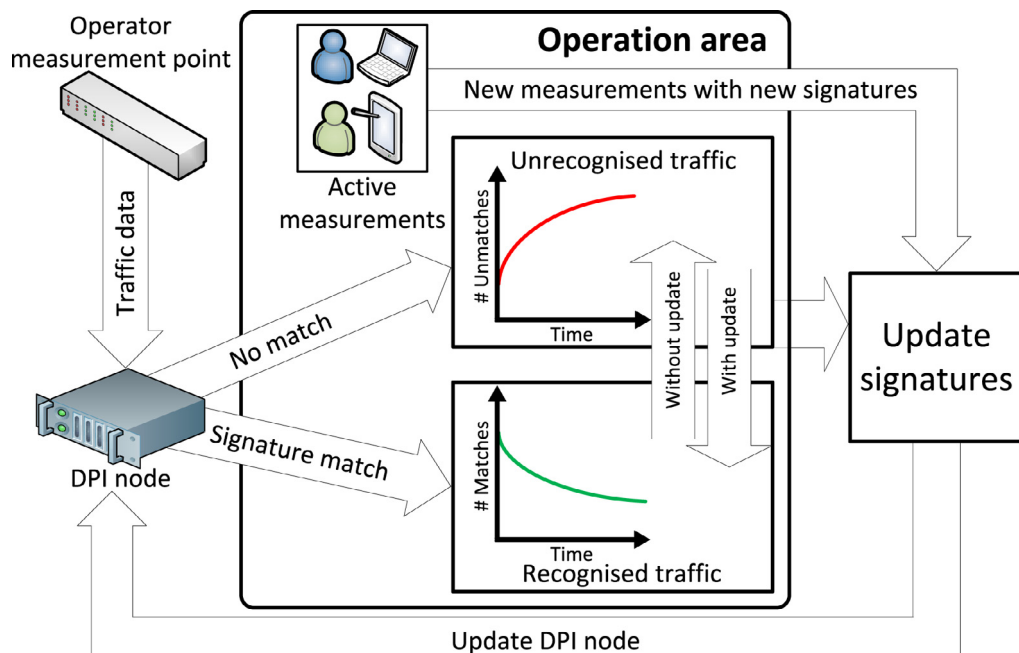 Operator
measurement point
Operation area
New measurements with new signatures
Active
measurements
Traffic data
Unrecognised traffic
# Unmatches
Time
No match
Without update
With update
Update
signatures
DPI node
Signature match
# Matches
Time
Recognised traffic
Update DPI node